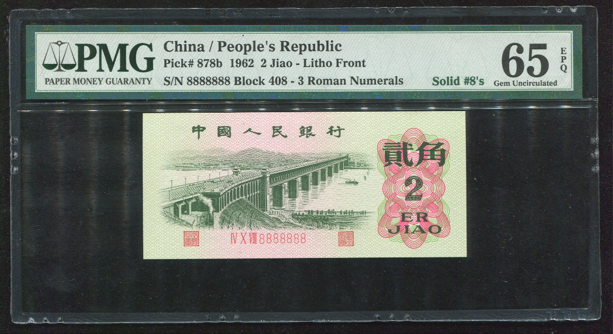 PMG
PAPER MONEY GUARANTY
China / People's Republic
Pick# 878b 1962 2 Jiao - Litho Front
S/N 8888888 Block 408 - 3 Roman Numerals
Solid #8's
65
EPQ
Gem Uncirculated
中國人民銀行
貳角
2
ER
JIAO
IV X VIII 8888888